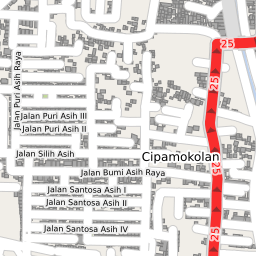 25
Jalan Puri Asih Raya
25
Jalan Puri Asih III
Jalan Puri Asih II
Jalan Silih Asih
Cipamokolan
Jalan Bumi Asih Raya
25
Jalan Santosa Asih I
Jalan Santosa Asih II
Jalan Santosa Asih IV
25